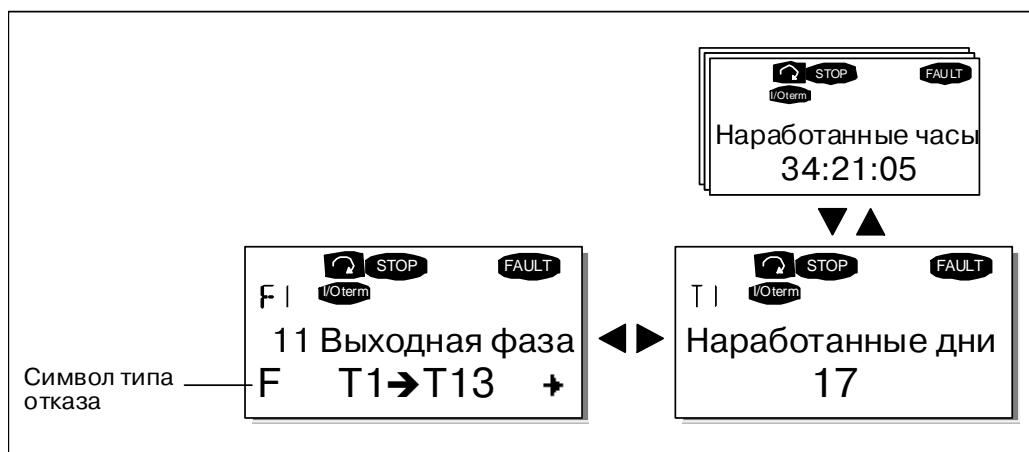 STOP FAULT
I/Oterm
Наработанные часы
34:21:05
STOP FAULT
F1 I/Oterm
11 Выходная фаза
F T1➔T13
Символ типа
отказа
STOP FAULT
T1 I/Oterm
Наработанные дни
17